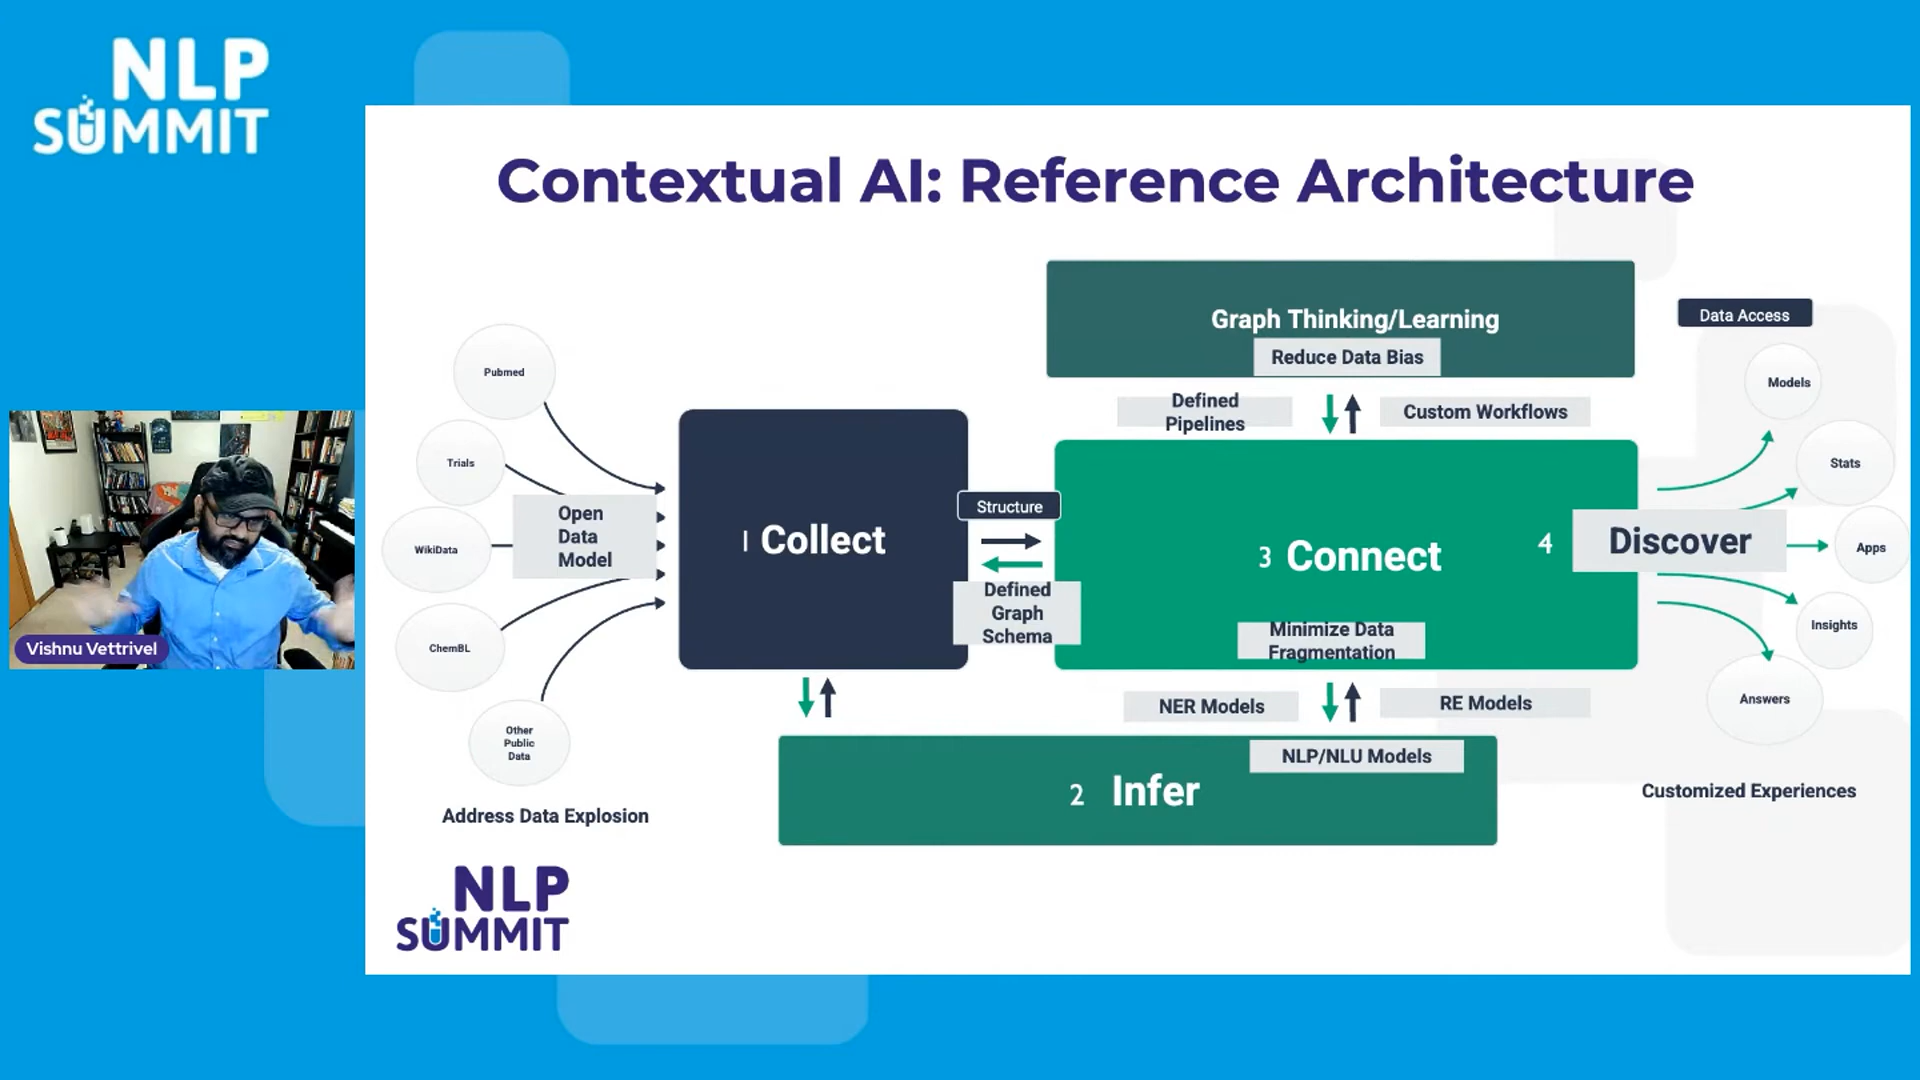 NLP
SUMMIT
Contextual AI: Reference Architecture
Graph Thinking/Learning
Reduce Data Bias
Data Access
Defined
Pipelines
Custom Workflows
Pubmed
Trials
WikiData
ChemBL
Other
Public
Data
Open
Data
Model
Address Data Explosion
1 Collect
Structure
Defined
Graph
Schema
3 Connect
Minimize Data
Fragmentation
4 Discover
Models
Stats
Apps
Insights
Answers
Customized Experiences
NER Models
RE Models
NLP/NLU Models
2 Infer
Vishnu Vettrivel
NLP
SUMMIT